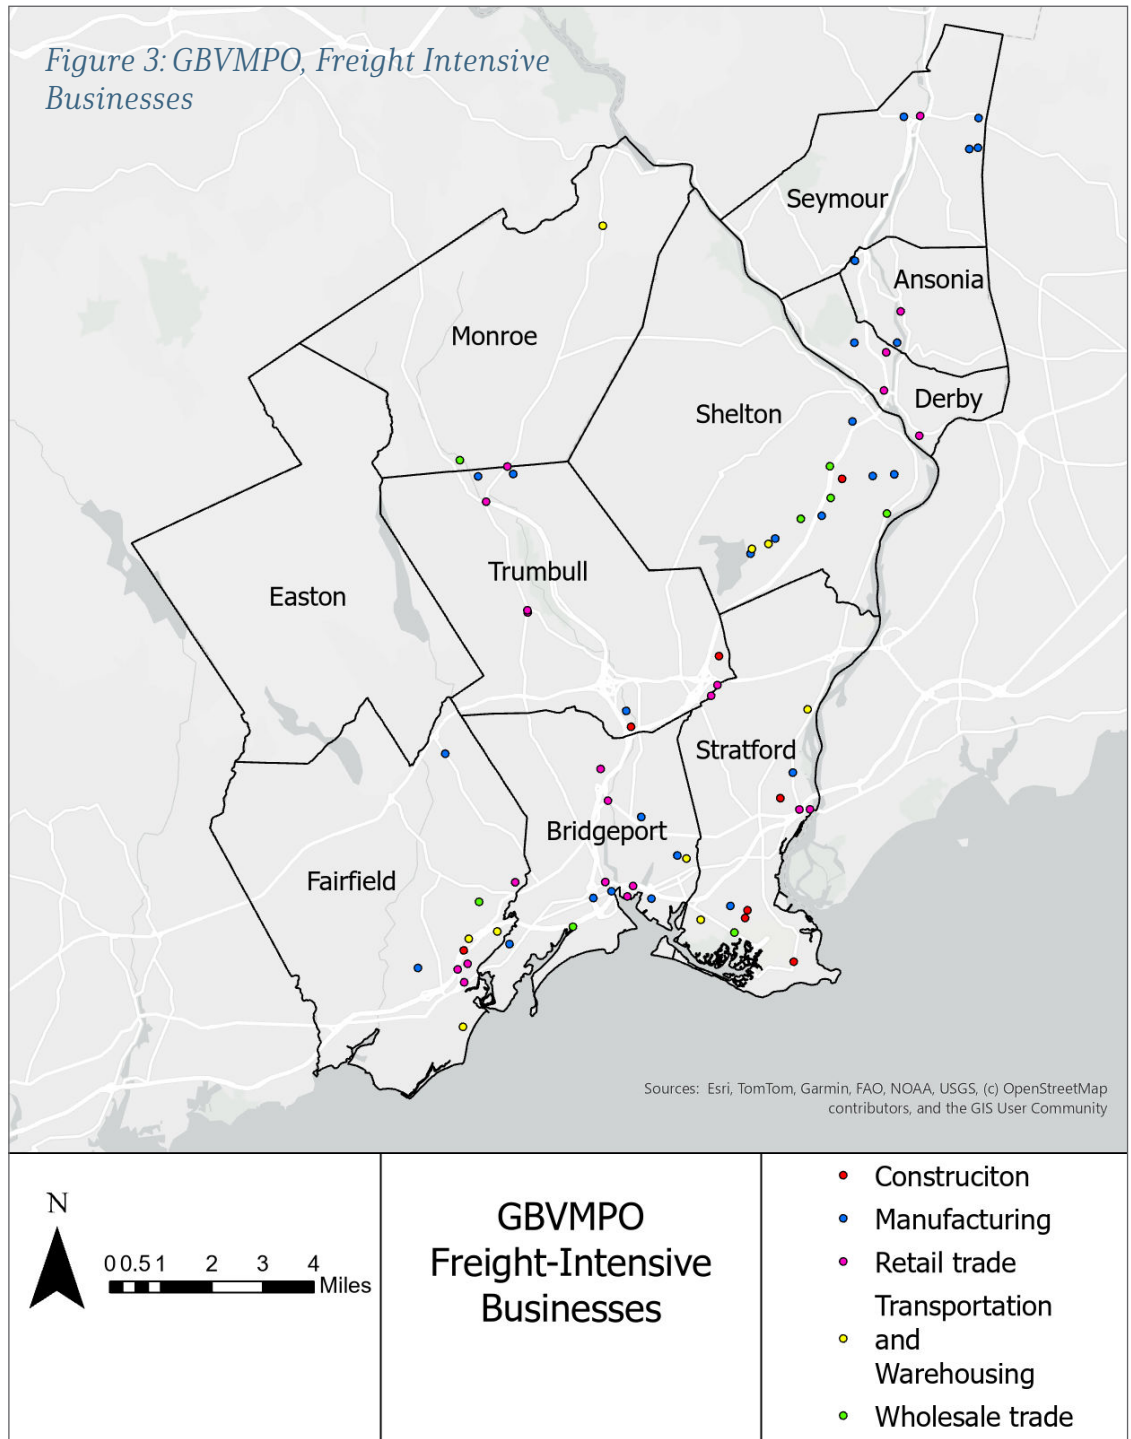 Figure 3: GBVMPO, Freight Intensive
Businesses
Seymour
Ansonia
Monroe
Derby
Shelton
Trumbull
Easton
Stratford
Bridgeport
Fairfield
Sources: Esri, TomTom, Garmin, FAO, NOAA, USGS, (c) OpenStreetMap
contributors, and the GIS User Community
N
0 0.5 1 2 3 4
Miles
GBVMPO
Freight-Intensive
Businesses
Construciton
Manufacturing
Retail trade
Transportation
and
Warehousing
Wholesale trade